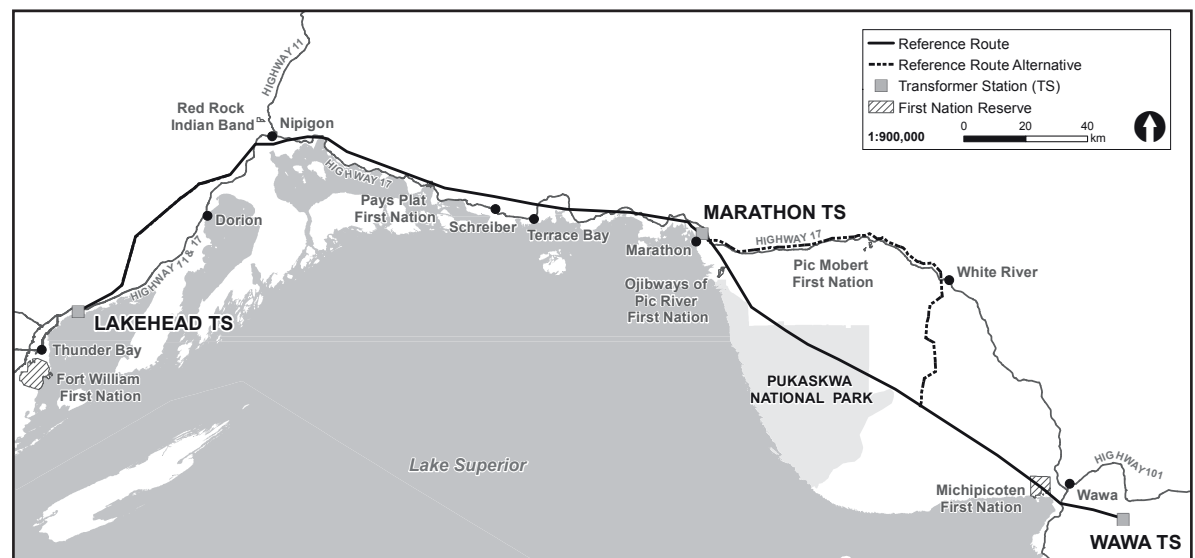 HIGHWAY 11
Red Rock
Indian Band
Nipigon
HIGHWAY 17
Pays Plat
First Nation
Schreiber
Terrace Bay
Dorion
HIGHWAY 11 & 17
LAKEHEAD TS
Thunder Bay
Fort William
First Nation
MARATHON TS
Marathon
HIGHWAY 17
Pic Mobert
First Nation
White River
Ojibways of
Pic River
First Nation
PUKASKWA
NATIONAL PARK
Lake Superior
Michipicoten
First Nation
HIGHWAY 101
Wawa
WAWA TS
Reference Route
Reference Route Alternative
Transformer Station (TS)
First Nation Reserve
1:900,000
0 20 40
km